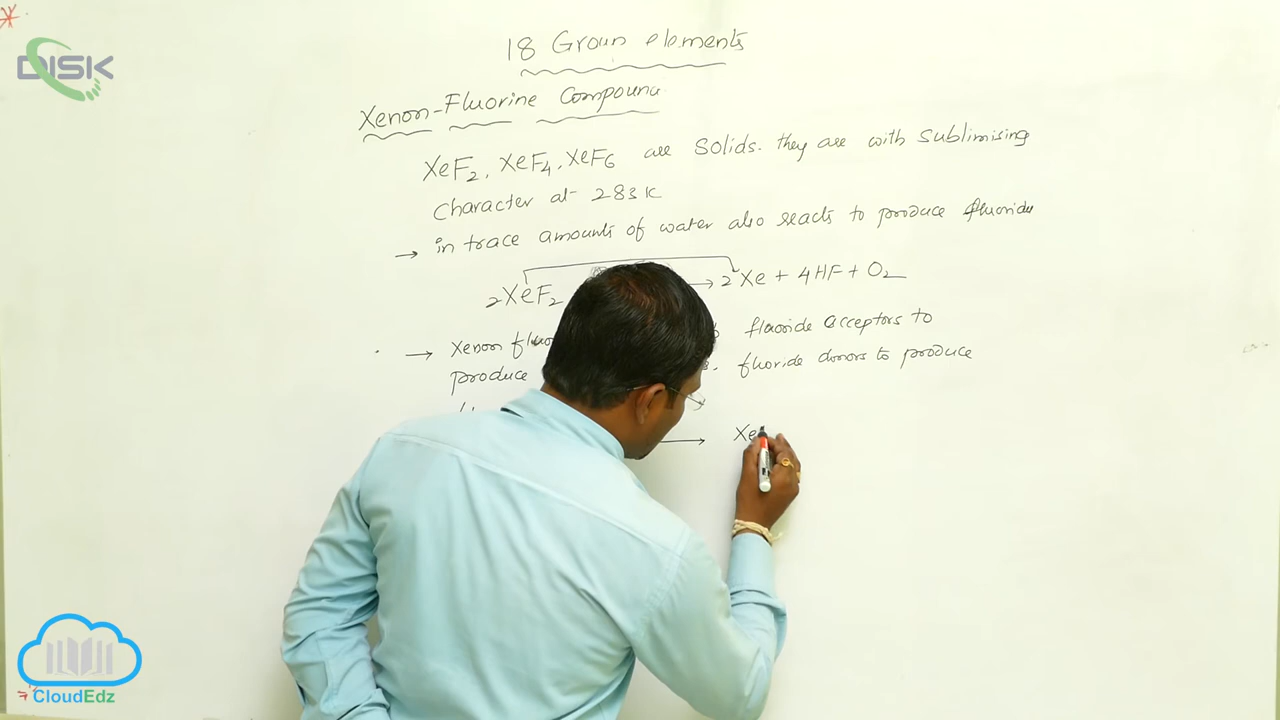 DISK
18 Groun elements
Xenon-Fluorine Compound
XeF2, XeF4, XeF6 are solids. they are with sublimising
character at 283 K
→ in trace amounts of water also reacts to produce fluoride
2XeF2 → 2Xe + 4HF + O2
→ Xenon fluoride acceptors to
produce fluoride donors to produce
→ Xe
CloudEdz